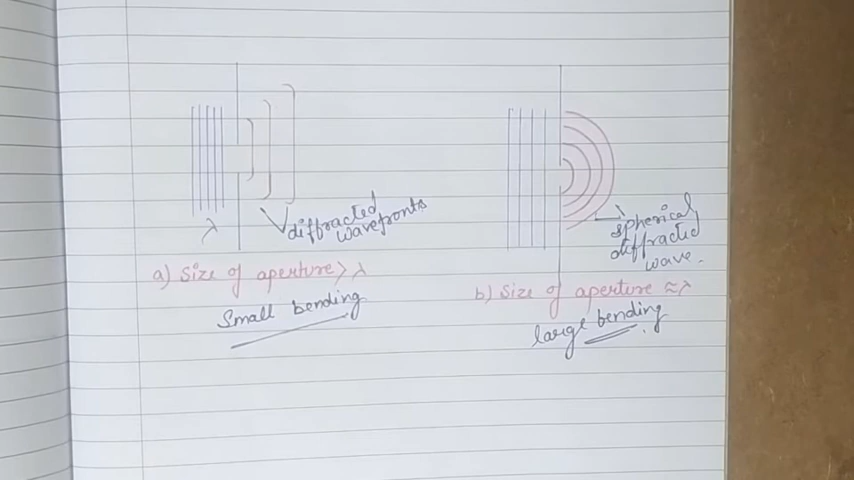 λ
diffracted
wavefronts
a) Size of aperture > λ
Small bending
spherical
diffracted
wave.
b) Size of aperture ≈ λ
large bending